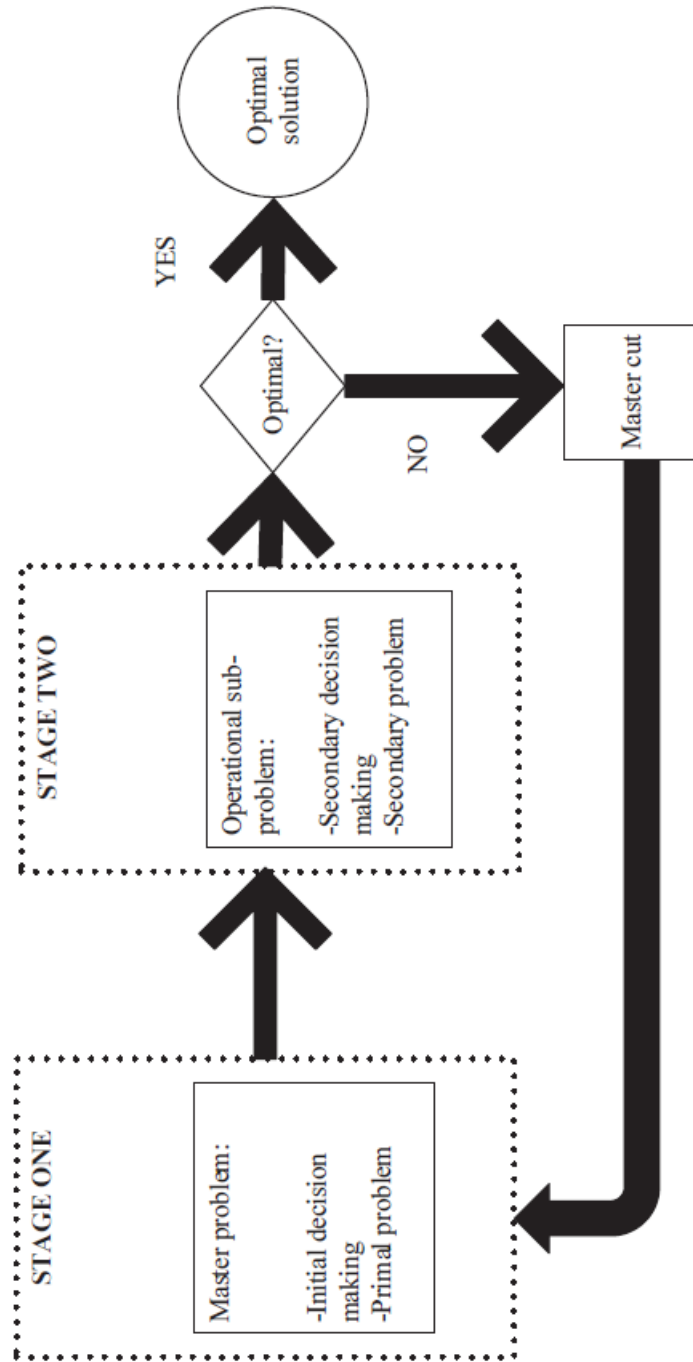 STAGE ONE
Master problem:
-Initial decision
making
-Primal problem
STAGE TWO
Operational sub-
problem:
-Secondary decision
making
-Secondary problem
Optimal?
YES
Optimal
solution
NO
Master cut